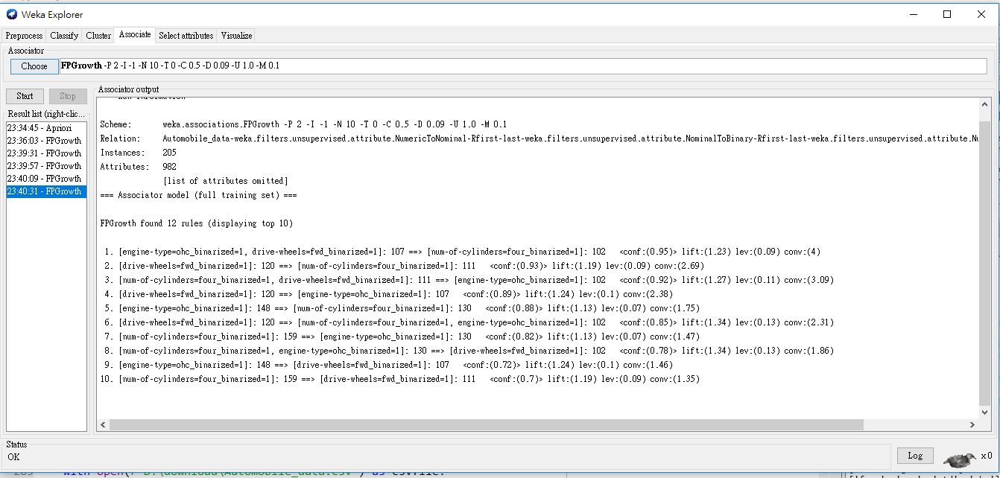 Weka Explorer
Preprocess Classify Cluster Associate Select attributes Visualize
Associator
Choose FPGrowth -P 2 -I -1 -N 10 -T 0 -C 0.5 -D 0.09 -U 1.0 -M 0.1
Start Stop
Result list (right-clic...
23:34:45 - Apriori
23:36:03 - FPGrowth
23:39:31 - FPGrowth
23:39:57 - FPGrowth
23:40:09 - FPGrowth
23:40:31 - FPGrowth
Associator output
Run information
Scheme: weka.associations.FPGrowth -P 2 -I -1 -N 10 -T 0 -C 0.5 -D 0.09 -U 1.0 -M 0.1
Relation: Automobile_data-weka.filters.unsupervised.attribute.NumericToNominal-Rfirst-last-weka.filters.unsupervised.attribute.NominalToBinary-Rfirst-last-weka.filters.unsupervised.attribute.Nu
Instances: 205
Attributes: 982
[list of attributes omitted]
=== Associator model (full training set) ===
FPGrowth found 12 rules (displaying top 10)
1. [engine-type=ohc_binarized=1, drive-wheels=fwd_binarized=1]: 107 ==> [num-of-cylinders=four_binarized=1]: 102 <conf:(0.95)> lift:(1.23) lev:(0.09) conv:(4)
2. [drive-wheels=fwd_binarized=1]: 120 ==> [num-of-cylinders=four_binarized=1]: 111 <conf:(0.93)> lift:(1.19) lev:(0.09) conv:(2.69)
3. [num-of-cylinders=four_binarized=1, drive-wheels=fwd_binarized=1]: 111 ==> [engine-type=ohc_binarized=1]: 102 <conf:(0.92)> lift:(1.27) lev:(0.11) conv:(3.09)
4. [drive-wheels=fwd_binarized=1]: 120 ==> [engine-type=ohc_binarized=1]: 107 <conf:(0.89)> lift:(1.24) lev:(0.1) conv:(2.38)
5. [engine-type=ohc_binarized=1]: 148 ==> [num-of-cylinders=four_binarized=1]: 130 <conf:(0.88)> lift:(1.13) lev:(0.07) conv:(1.75)
6. [drive-wheels=fwd_binarized=1]: 120 ==> [num-of-cylinders=four_binarized=1, engine-type=ohc_binarized=1]: 102 <conf:(0.85)> lift:(1.34) lev:(0.13) conv:(2.31)
7. [num-of-cylinders=four_binarized=1]: 159 ==> [engine-type=ohc_binarized=1]: 130 <conf:(0.82)> lift:(1.13) lev:(0.07) conv:(1.47)
8. [num-of-cylinders=four_binarized=1, engine-type=ohc_binarized=1]: 130 ==> [drive-wheels=fwd_binarized=1]: 102 <conf:(0.78)> lift:(1.34) lev:(0.13) conv:(1.86)
9. [engine-type=ohc_binarized=1]: 148 ==> [drive-wheels=fwd_binarized=1]: 107 <conf:(0.72)> lift:(1.24) lev:(0.1) conv:(1.46)
10. [num-of-cylinders=four_binarized=1]: 159 ==> [drive-wheels=fwd_binarized=1]: 111 <conf:(0.7)> lift:(1.19) lev:(0.09) conv:(1.35)
Status
OK
Log x0